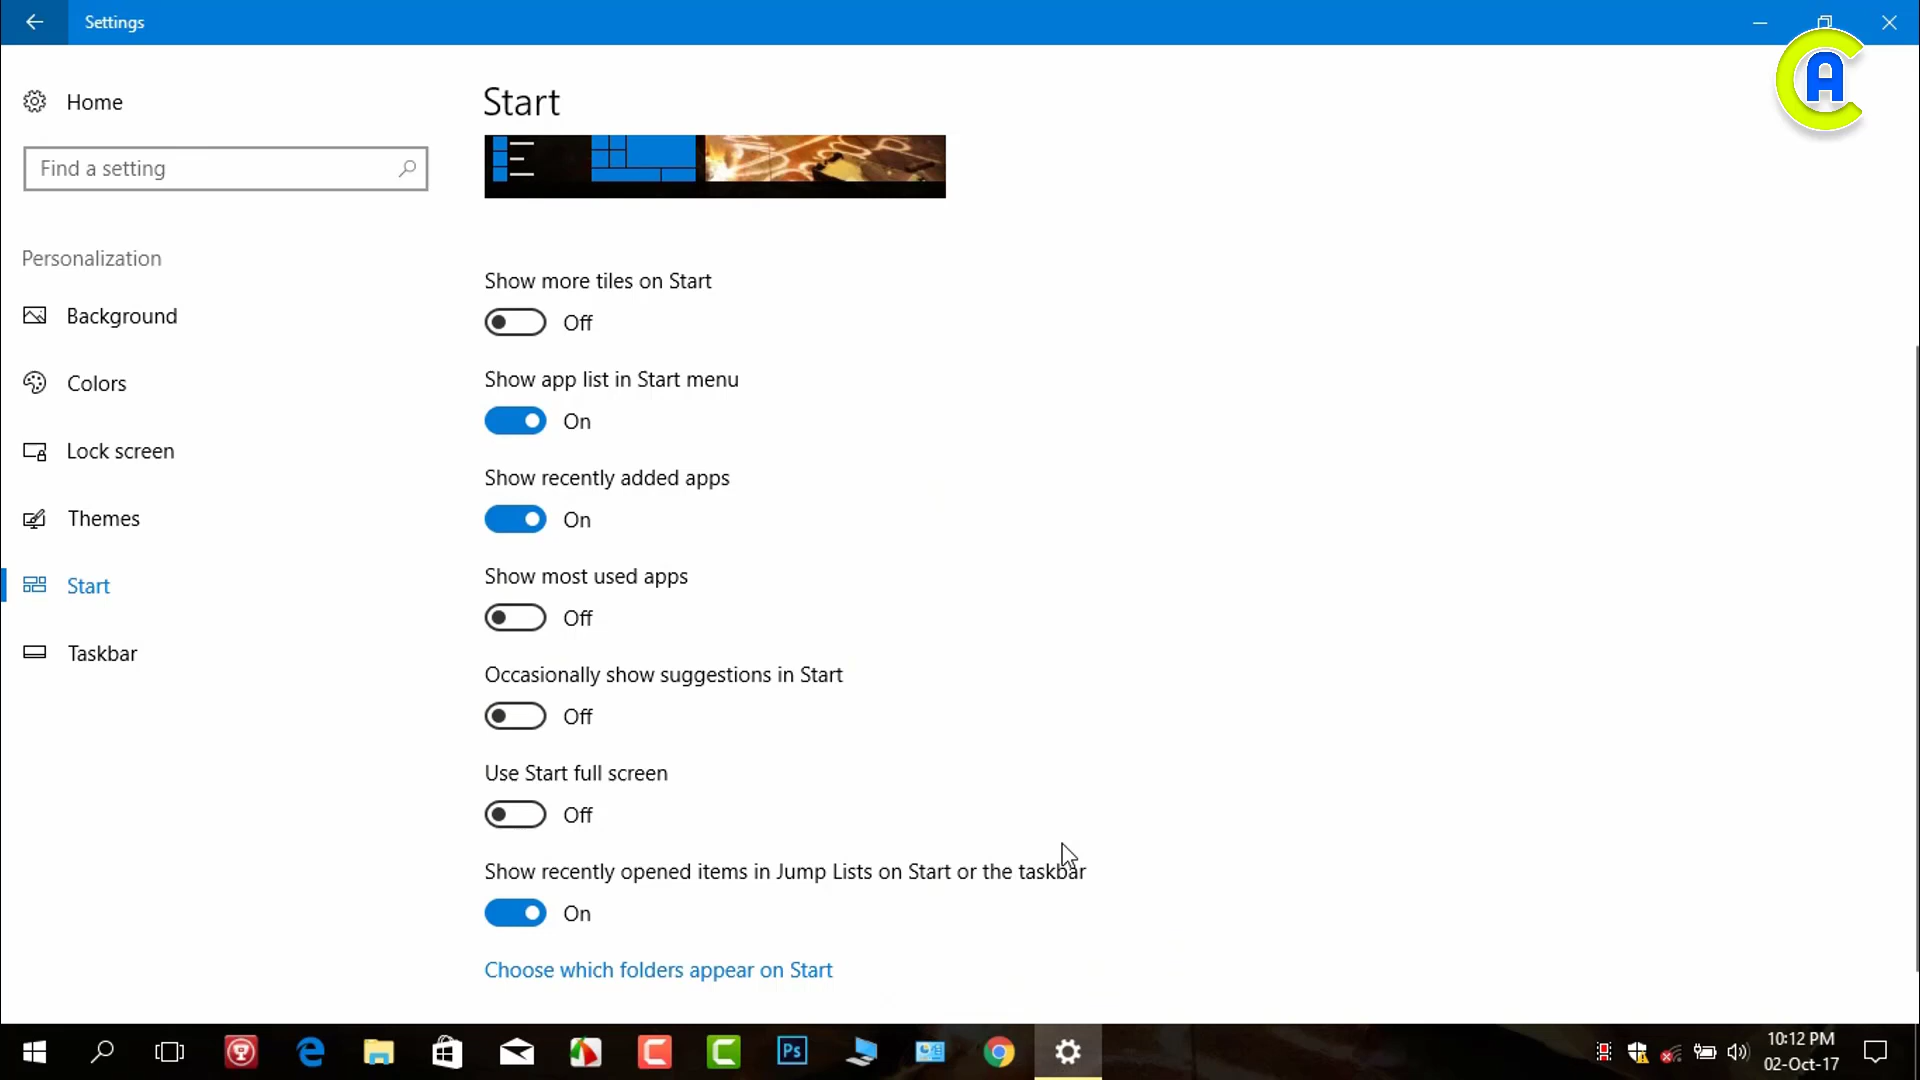 Settings
CA
Home
Start
Find a setting
Personalization
Background
Colors
Lock screen
Themes
Start
Taskbar
Show more tiles on Start
Off
Show app list in Start menu
On
Show recently added apps
On
Show most used apps
Off
Occasionally show suggestions in Start
Off
Use Start full screen
Off
Show recently opened items in Jump Lists on Start or the taskbar
On
Choose which folders appear on Start
Ps
10:12 PM
02-Oct-17